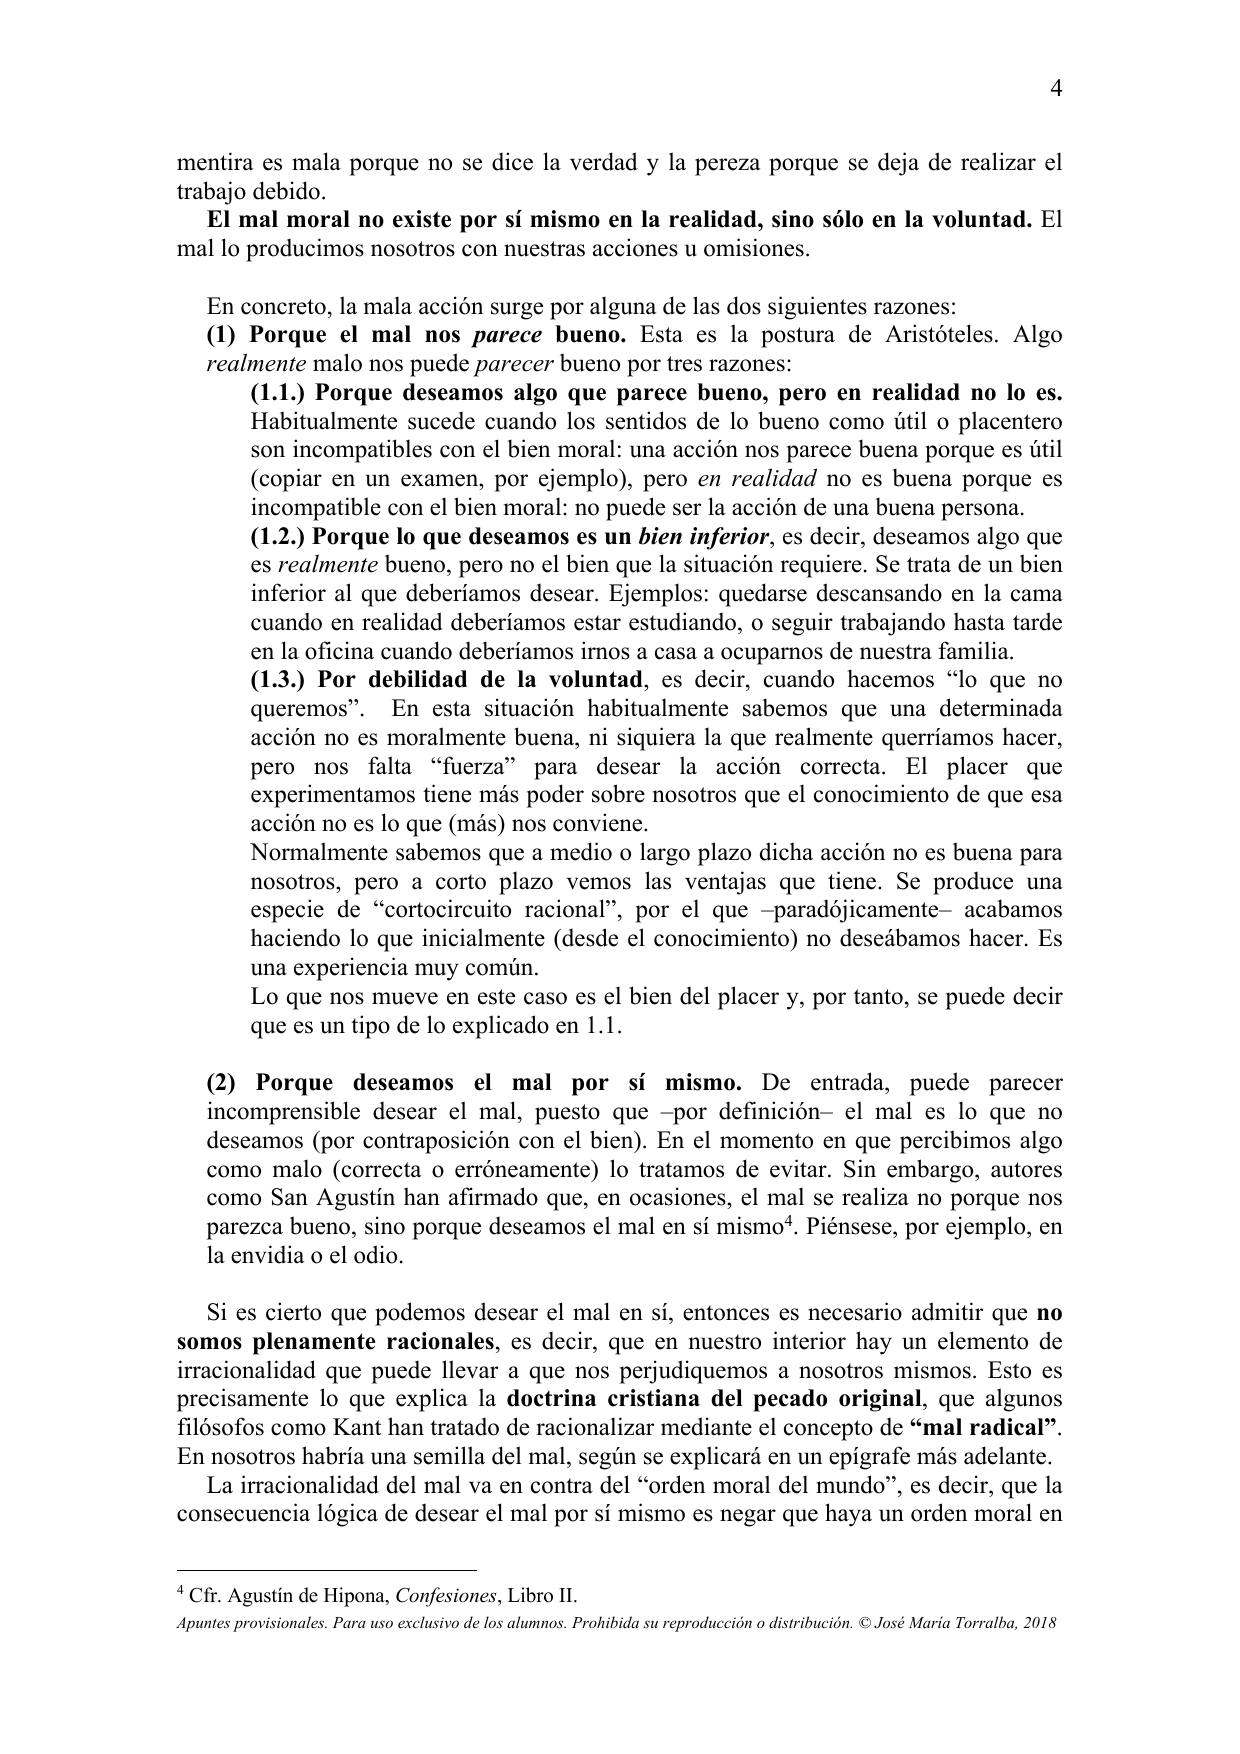 4
mentira es mala porque no se dice la verdad y la pereza porque se deja de realizar el
trabajo debido.
El mal moral no existe por sí mismo en la realidad, sino sólo en la voluntad. El
mal lo producimos nosotros con nuestras acciones u omisiones.
En concreto, la mala acción surge por alguna de las dos siguientes razones:
(1) Porque el mal nos parece bueno. Esta es la postura de Aristóteles. Algo
realmente malo nos puede parecer bueno por tres razones:
(1.1.) Porque deseamos algo que parece bueno, pero en realidad no lo es.
Habitualmente sucede cuando los sentidos de lo bueno como útil o placentero
son incompatibles con el bien moral: una acción nos parece buena porque es útil
(copiar en un examen, por ejemplo), pero en realidad no es buena porque es
incompatible con el bien moral: no puede ser la acción de una buena persona.
(1.2.) Porque lo que deseamos es un bien inferior, es decir, deseamos algo que
es realmente bueno, pero no el bien que la situación requiere. Se trata de un bien
inferior al que deberíamos desear. Ejemplos: quedarse descansando en la cama
cuando en realidad deberíamos estar estudiando, o seguir trabajando hasta tarde
en la oficina cuando deberíamos irnos a casa a ocuparnos de nuestra familia.
(1.3.) Por debilidad de la voluntad, es decir, cuando hacemos “lo que no
queremos”. En esta situación habitualmente sabemos que una determinada
acción no es moralmente buena, ni siquiera la que realmente querríamos hacer,
pero nos falta “fuerza” para desear la acción correcta. El placer que
experimentamos tiene más poder sobre nosotros que el conocimiento de que esa
acción no es lo que (más) nos conviene.
Normalmente sabemos que a medio o largo plazo dicha acción no es buena para
nosotros, pero a corto plazo vemos las ventajas que tiene. Se produce una
especie de “cortocircuito racional”, por el que –paradójicamente– acabamos
haciendo lo que inicialmente (desde el conocimiento) no deseábamos hacer. Es
una experiencia muy común.
Lo que nos mueve en este caso es el bien del placer y, por tanto, se puede decir
que es un tipo de lo explicado en 1.1.
(2) Porque deseamos el mal por sí mismo. De entrada, puede parecer
incomprensible desear el mal, puesto que –por definición– el mal es lo que no
deseamos (por contraposición con el bien). En el momento en que percibimos algo
como malo (correcta o erróneamente) lo tratamos de evitar. Sin embargo, autores
como San Agustín han afirmado que, en ocasiones, el mal se realiza no porque nos
parezca bueno, sino porque deseamos el mal en sí mismo4. Piénsese, por ejemplo, en
la envidia o el odio.
Si es cierto que podemos desear el mal en sí, entonces es necesario admitir que no
somos plenamente racionales, es decir, que en nuestro interior hay un elemento de
irracionalidad que puede llevar a que nos perjudiquemos a nosotros mismos. Esto es
precisamente lo que explica la doctrina cristiana del pecado original, que algunos
filósofos como Kant han tratado de racionalizar mediante el concepto de “mal radical”.
En nosotros habría una semilla del mal, según se explicará en un epígrafe más adelante.
La irracionalidad del mal va en contra del “orden moral del mundo”, es decir, que la
consecuencia lógica de desear el mal por sí mismo es negar que haya un orden moral en
4 Cfr. Agustín de Hipona, Confesiones, Libro II.
Apuntes provisionales. Para uso exclusivo de los alumnos. Prohibida su reproducción o distribución. © José María Torralba, 2018